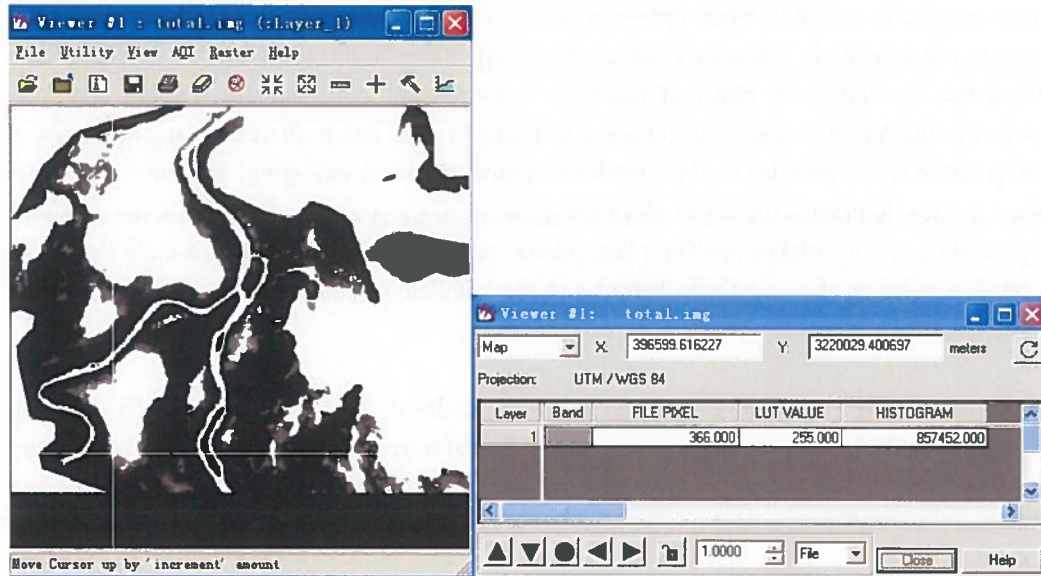 Viewer #1 : total.img (:Layer_1)
File Utility View AOI Raster Help
Move Cursor up by 'increment' amount
Viewer #1: total.img
Map X: 396599.616227 Y: 3220029.400697 meters
Projection: UTM / WGS 84
Layer Band FILE PIXEL LUT VALUE HISTOGRAM
1 366.000 255.000 857452.000
1.0000 File Close Help